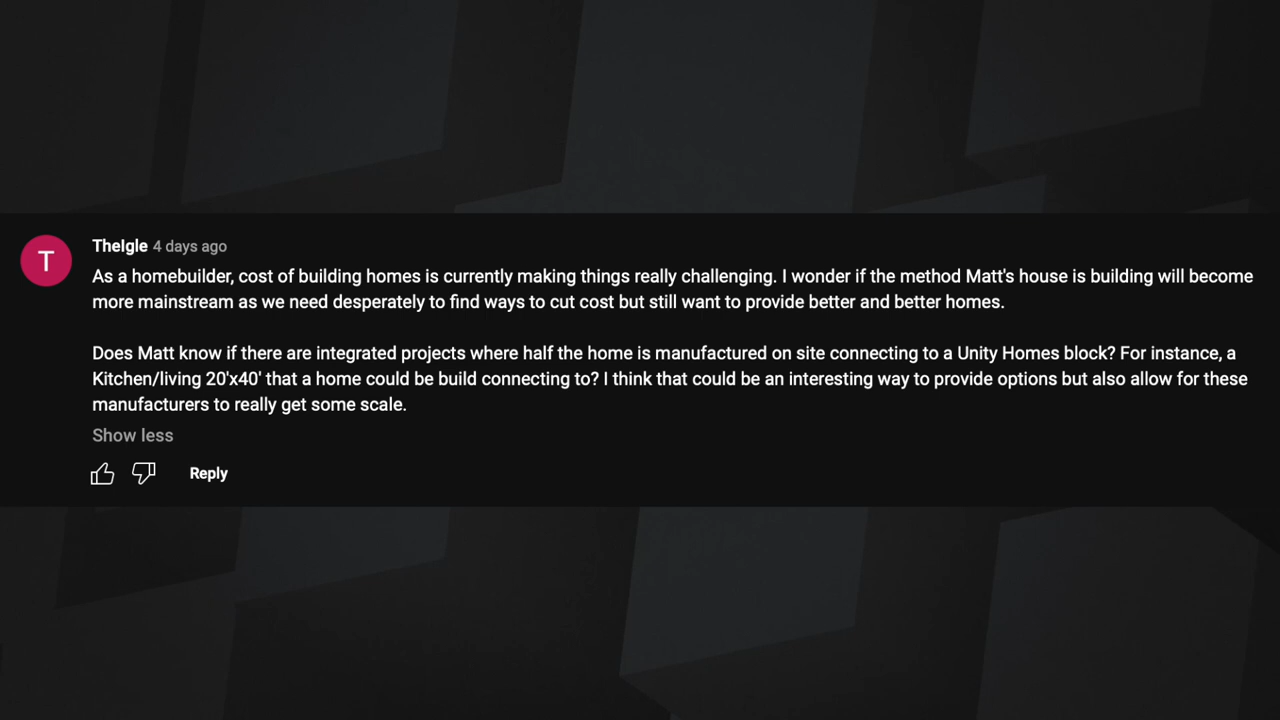 T
TheIgle 4 days ago
As a homebuilder, cost of building homes is currently making things really challenging. I wonder if the method Matt's house is building will become
more mainstream as we need desperately to find ways to cut cost but still want to provide better and better homes.
Does Matt know if there are integrated projects where half the home is manufactured on site connecting to a Unity Homes block? For instance, a
Kitchen/living 20'x40' that a home could be build connecting to? I think that could be an interesting way to provide options but also allow for these
manufacturers to really get some scale.
Show less
Reply